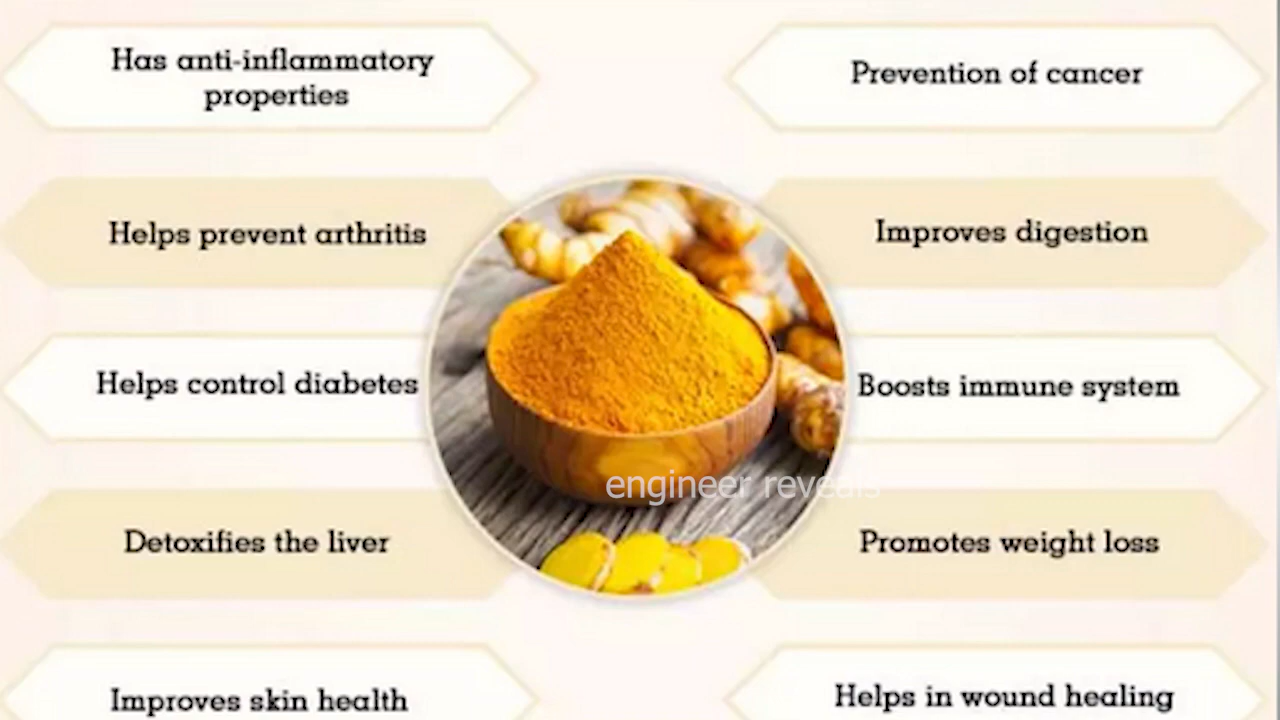 Has anti-inflammatory
properties
Prevention of cancer
Helps prevent arthritis
Improves digestion
Helps control diabetes
Boosts immune system
engineer reveals
Detoxifies the liver
Promotes weight loss
Improves skin health
Helps in wound healing